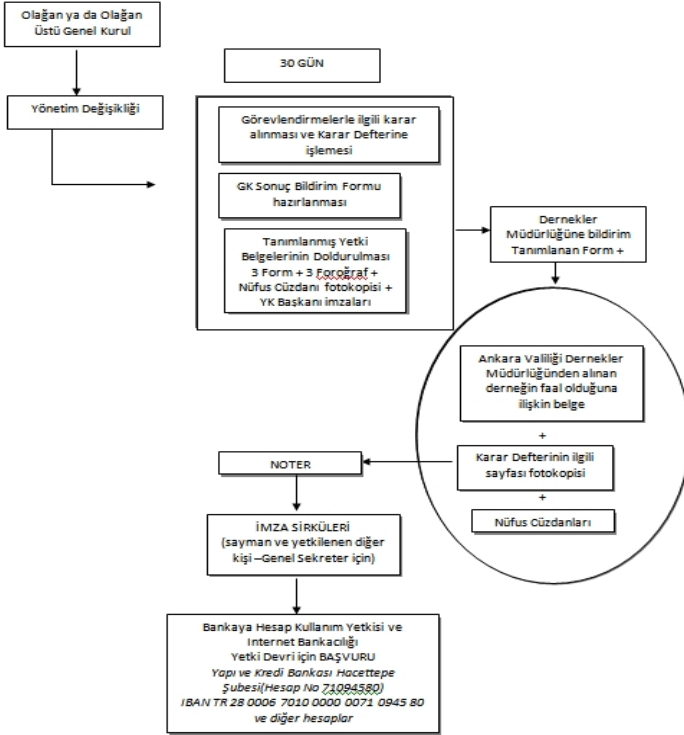 Olağan ya da Olağan
Üstü Genel Kurul
Yönetim Değişikliği
30 GÜN
Görevlendirmelerle ilgili karar
alınması ve Karar Defterine
işlemesi
GK Sonuç Bildirim Formu
hazırlanması
Tanımlanmış Yetki
Belgelerinin Doldurulması
3 Form + 3 Foroğraf +
Nüfus Cüzdanı fotokopisi +
YK Başkanı imzaları
Dernekler
Müdürlüğüne bildirim
Tanımlanan Form +
Ankara Valiliği Dernekler
Müdürlüğünden alınan
derneğin faal olduğuna
ilişkin belge
+
Karar Defterinin ilgili
sayfası fotokopisi
+
Nüfus Cüzdanları
NOTER
İMZA SİRKÜLERİ
(sayman ve yetkilenen diğer
kişi –Genel Sekreter için)
Bankaya Hesap Kullanım Yetkisi ve
Internet Bankacılığı
Yetki Devri için BAŞVURU
Yapı ve Kredi Bankası Hacettepe
Şubesi(Hesap No 71094580)
IBAN TR 28 0006 7010 0000 0071 0945 80
ve diğer hesaplar